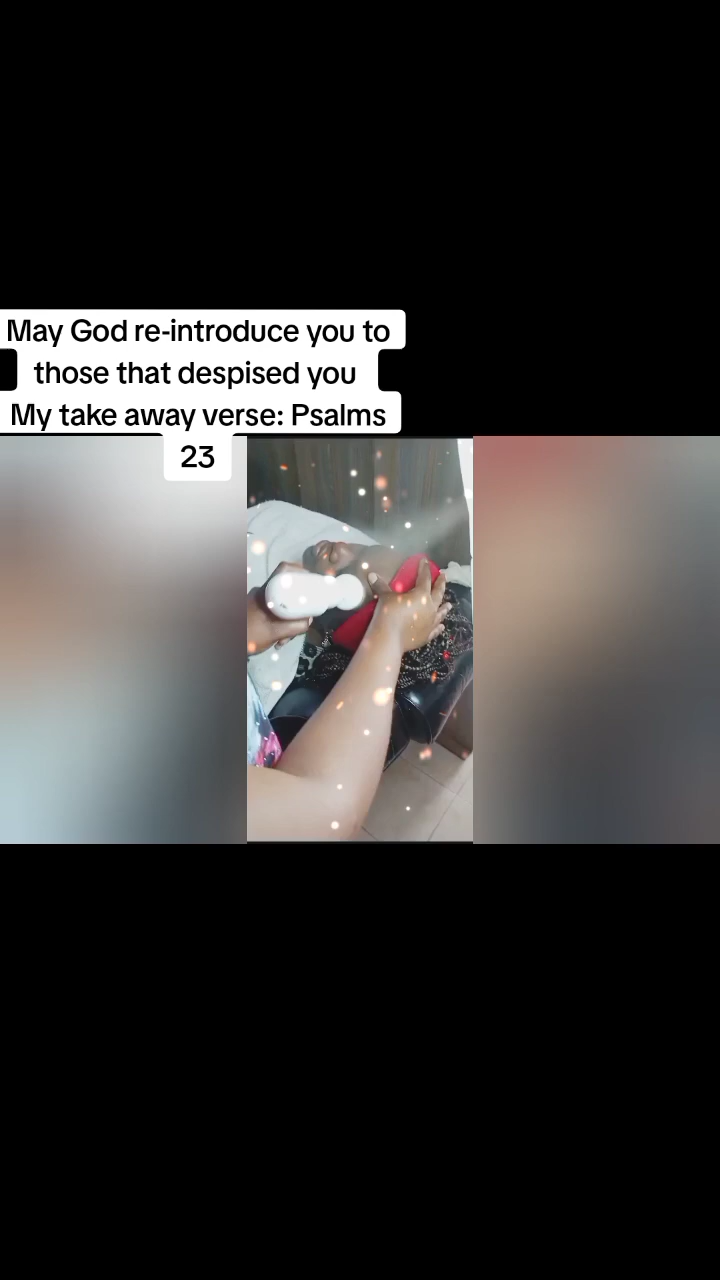 May God re-introduce you to
those that despised you
My take away verse: Psalms
23